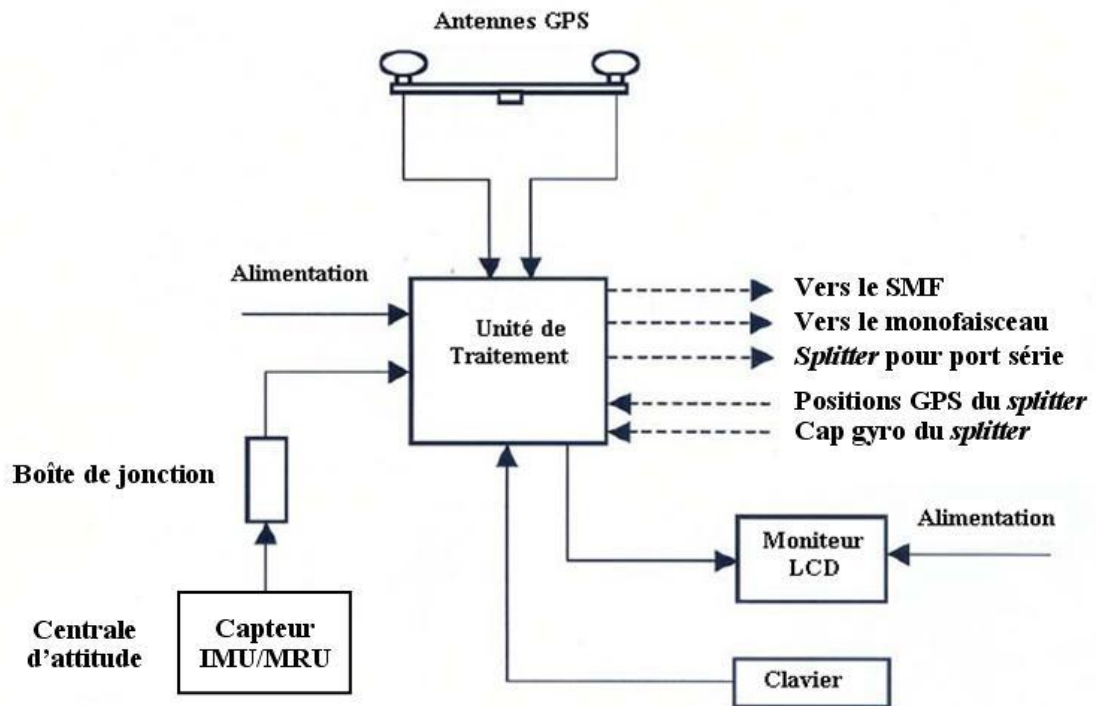 Antennes GPS
Alimentation
Unité de
Traitement
Vers le SMF
Vers le monofaisceau
Splitter pour port série
Positions GPS du splitter
Cap gyro du splitter
Boîte de jonction
Moniteur
LCD
Alimentation
Centrale
d'attitude
Capteur
IMU/MRU
Clavier